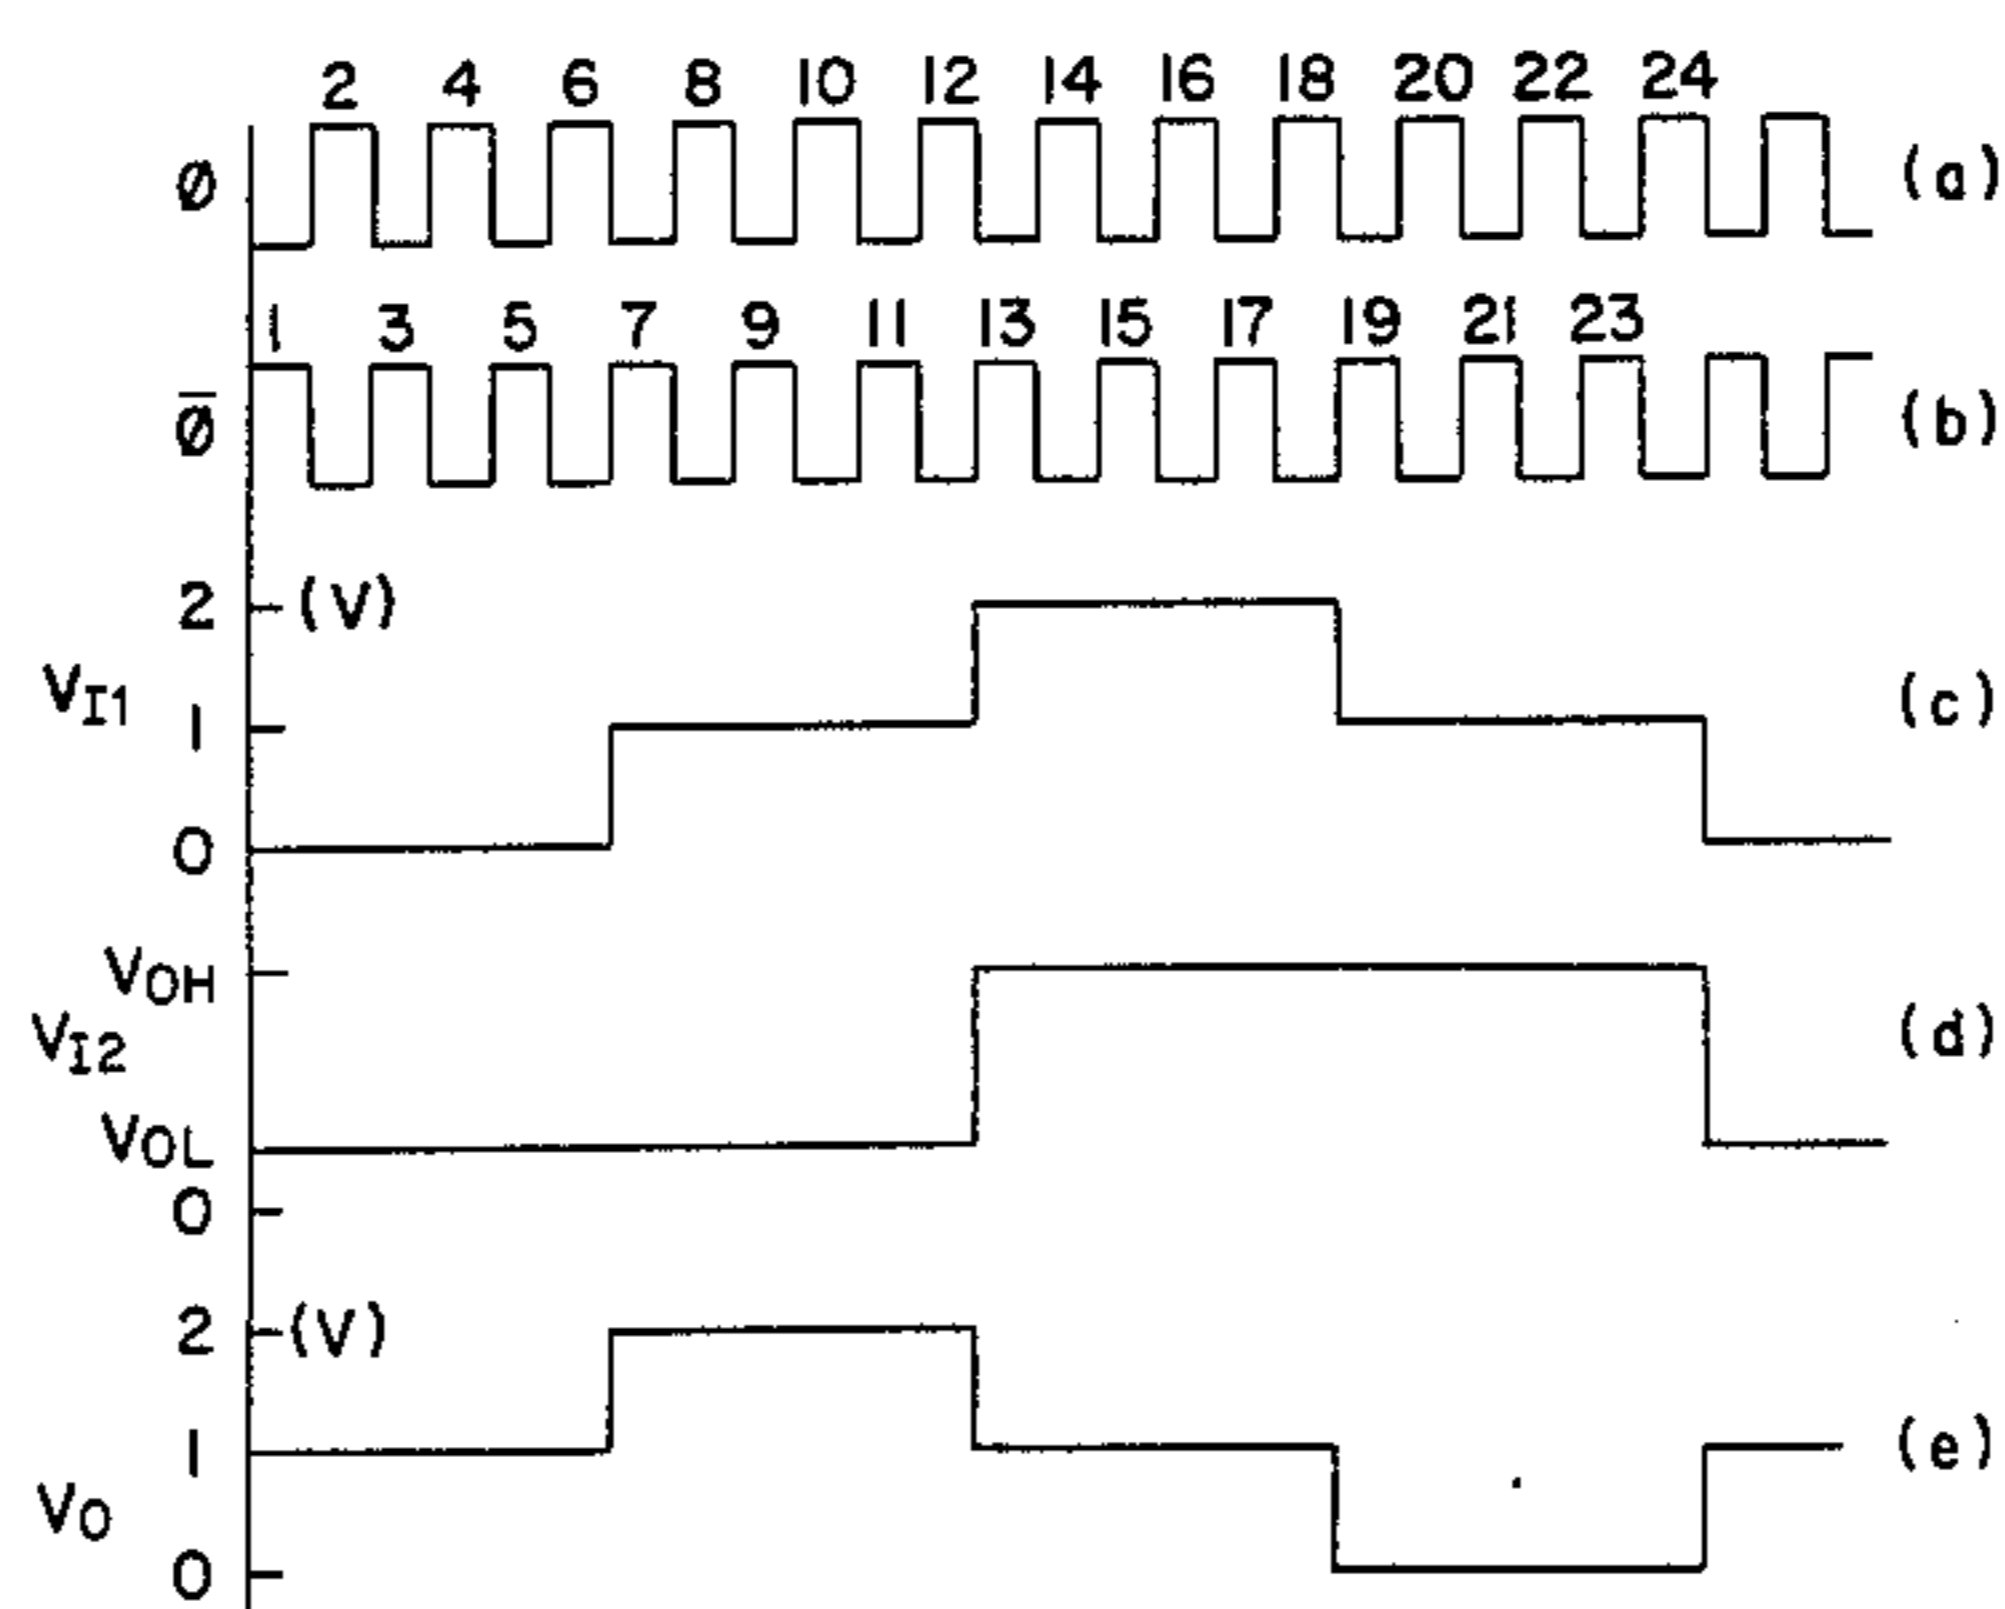 2 4 6 8 10 12 14 16 18 20 22 24
Ø (a)
1 3 5 7 9 11 13 15 17 19 21 23
Ø̅ (b)
2 (V)
VI1 (c)
1
0
VOH
VI2 (d)
VOL
0
2 (V)
1 (e)
VO
0